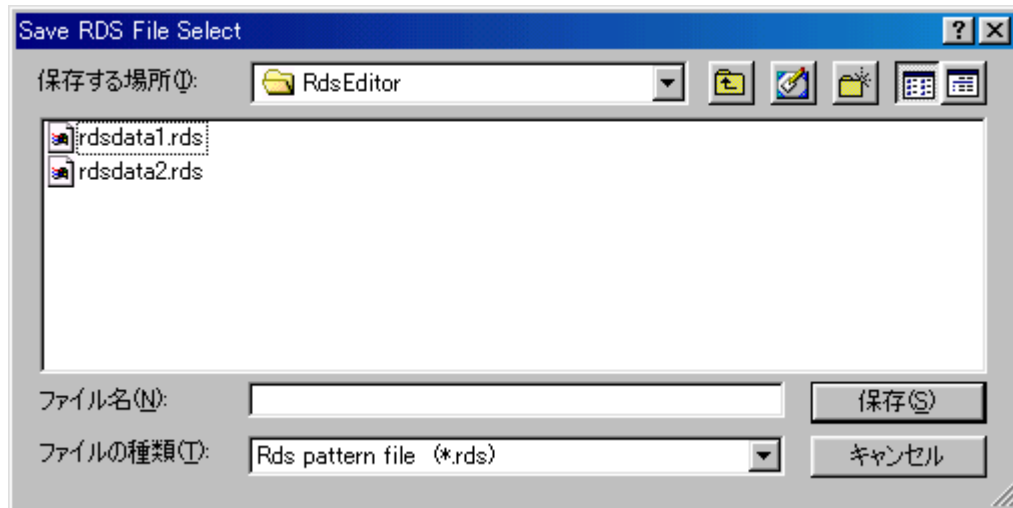 Save RDS File Select
保存する場所(I):
RdsEditor
rdsdata1.rds
rdsdata2.rds
ファイル名(N):
保存(S)
ファイルの種類(T):
Rds pattern file (*.rds)
キャンセル